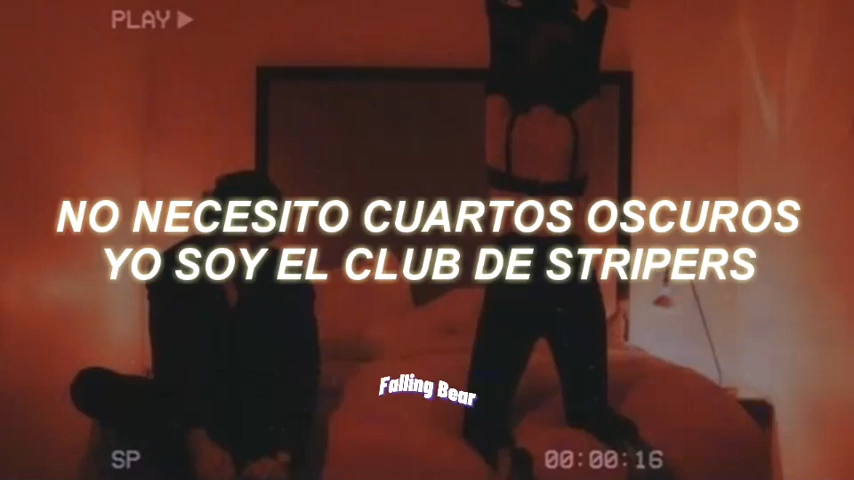 PLAY
NO NECESITO CUARTOS OSCUROS
YO SOY EL CLUB DE STRIPERS
Falling Bear
SP
00:00:16